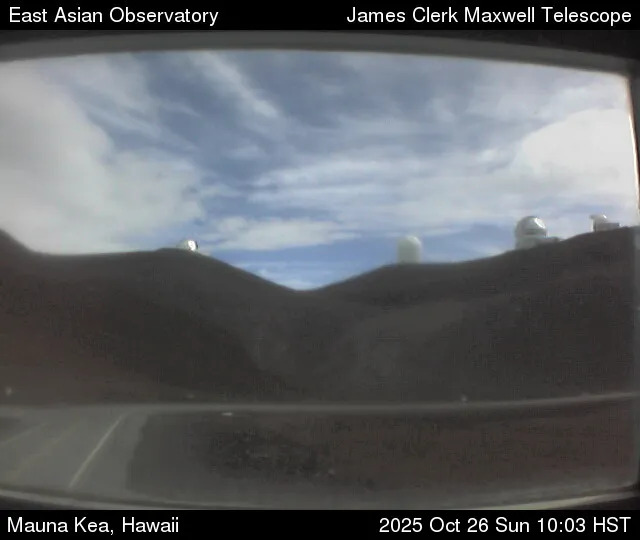 East Asian Observatory
James Clerk Maxwell Telescope
Mauna Kea, Hawaii
2025 Oct 26 Sun 10:03 HST